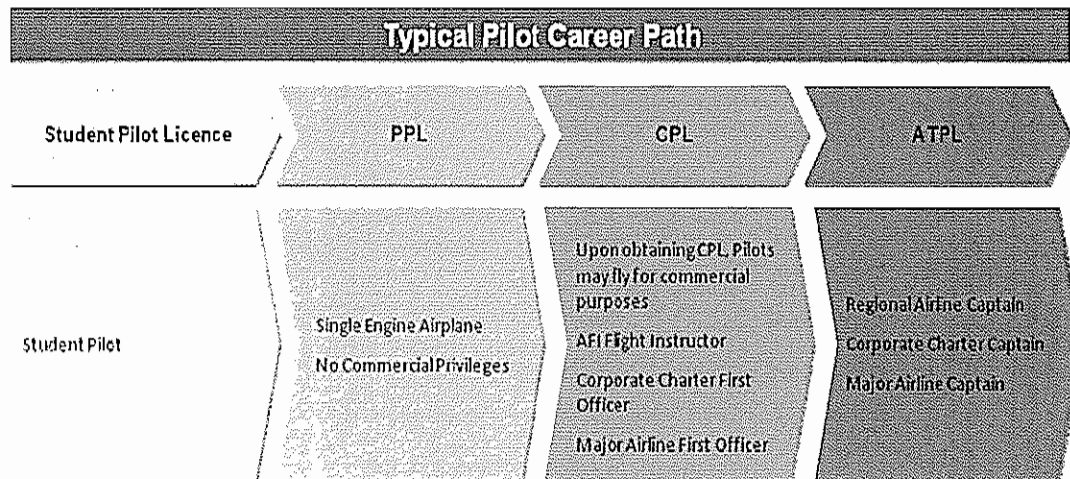 Typical Pilot Career Path
Student Pilot Licence
PPL
CPL
ATPL
Student Pilot
Single Engine Airplane
No Commercial Privileges
Upon obtaining CPL, Pilots
may fly for commercial
purposes
AFI Flight Instructor
Corporate Charter First
Officer
Major Airline First Officer
Regional Airline Captain
Corporate Charter Captain
Major Airline Captain